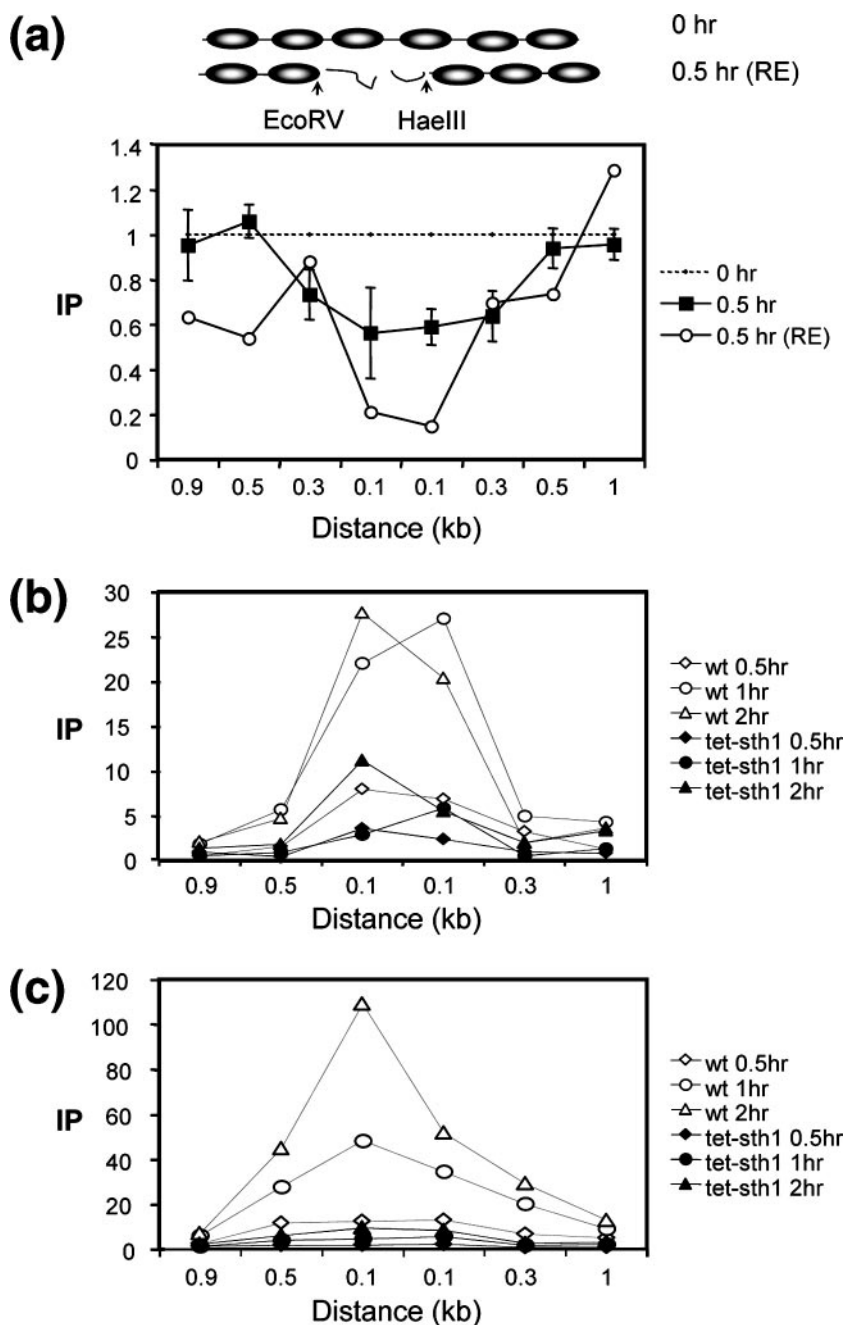 (a)
0 hr
0.5 hr (RE)
EcoRV HaeIII
1.4
1.2
1
0.8
0.6
0.4
0.2
0
IP
0.9 0.5 0.3 0.1 0.1 0.3 0.5 1
Distance (kb)
0 hr
0.5 hr
0.5 hr (RE)
(b)
30
25
20
15
10
5
0
IP
0.9 0.5 0.1 0.1 0.3 1
Distance (kb)
wt 0.5hr
wt 1hr
wt 2hr
tet-sth1 0.5hr
tet-sth1 1hr
tet-sth1 2hr
(c)
120
100
80
60
40
20
0
IP
0.9 0.5 0.1 0.1 0.3 1
Distance (kb)
wt 0.5hr
wt 1hr
wt 2hr
tet-sth1 0.5hr
tet-sth1 1hr
tet-sth1 2hr